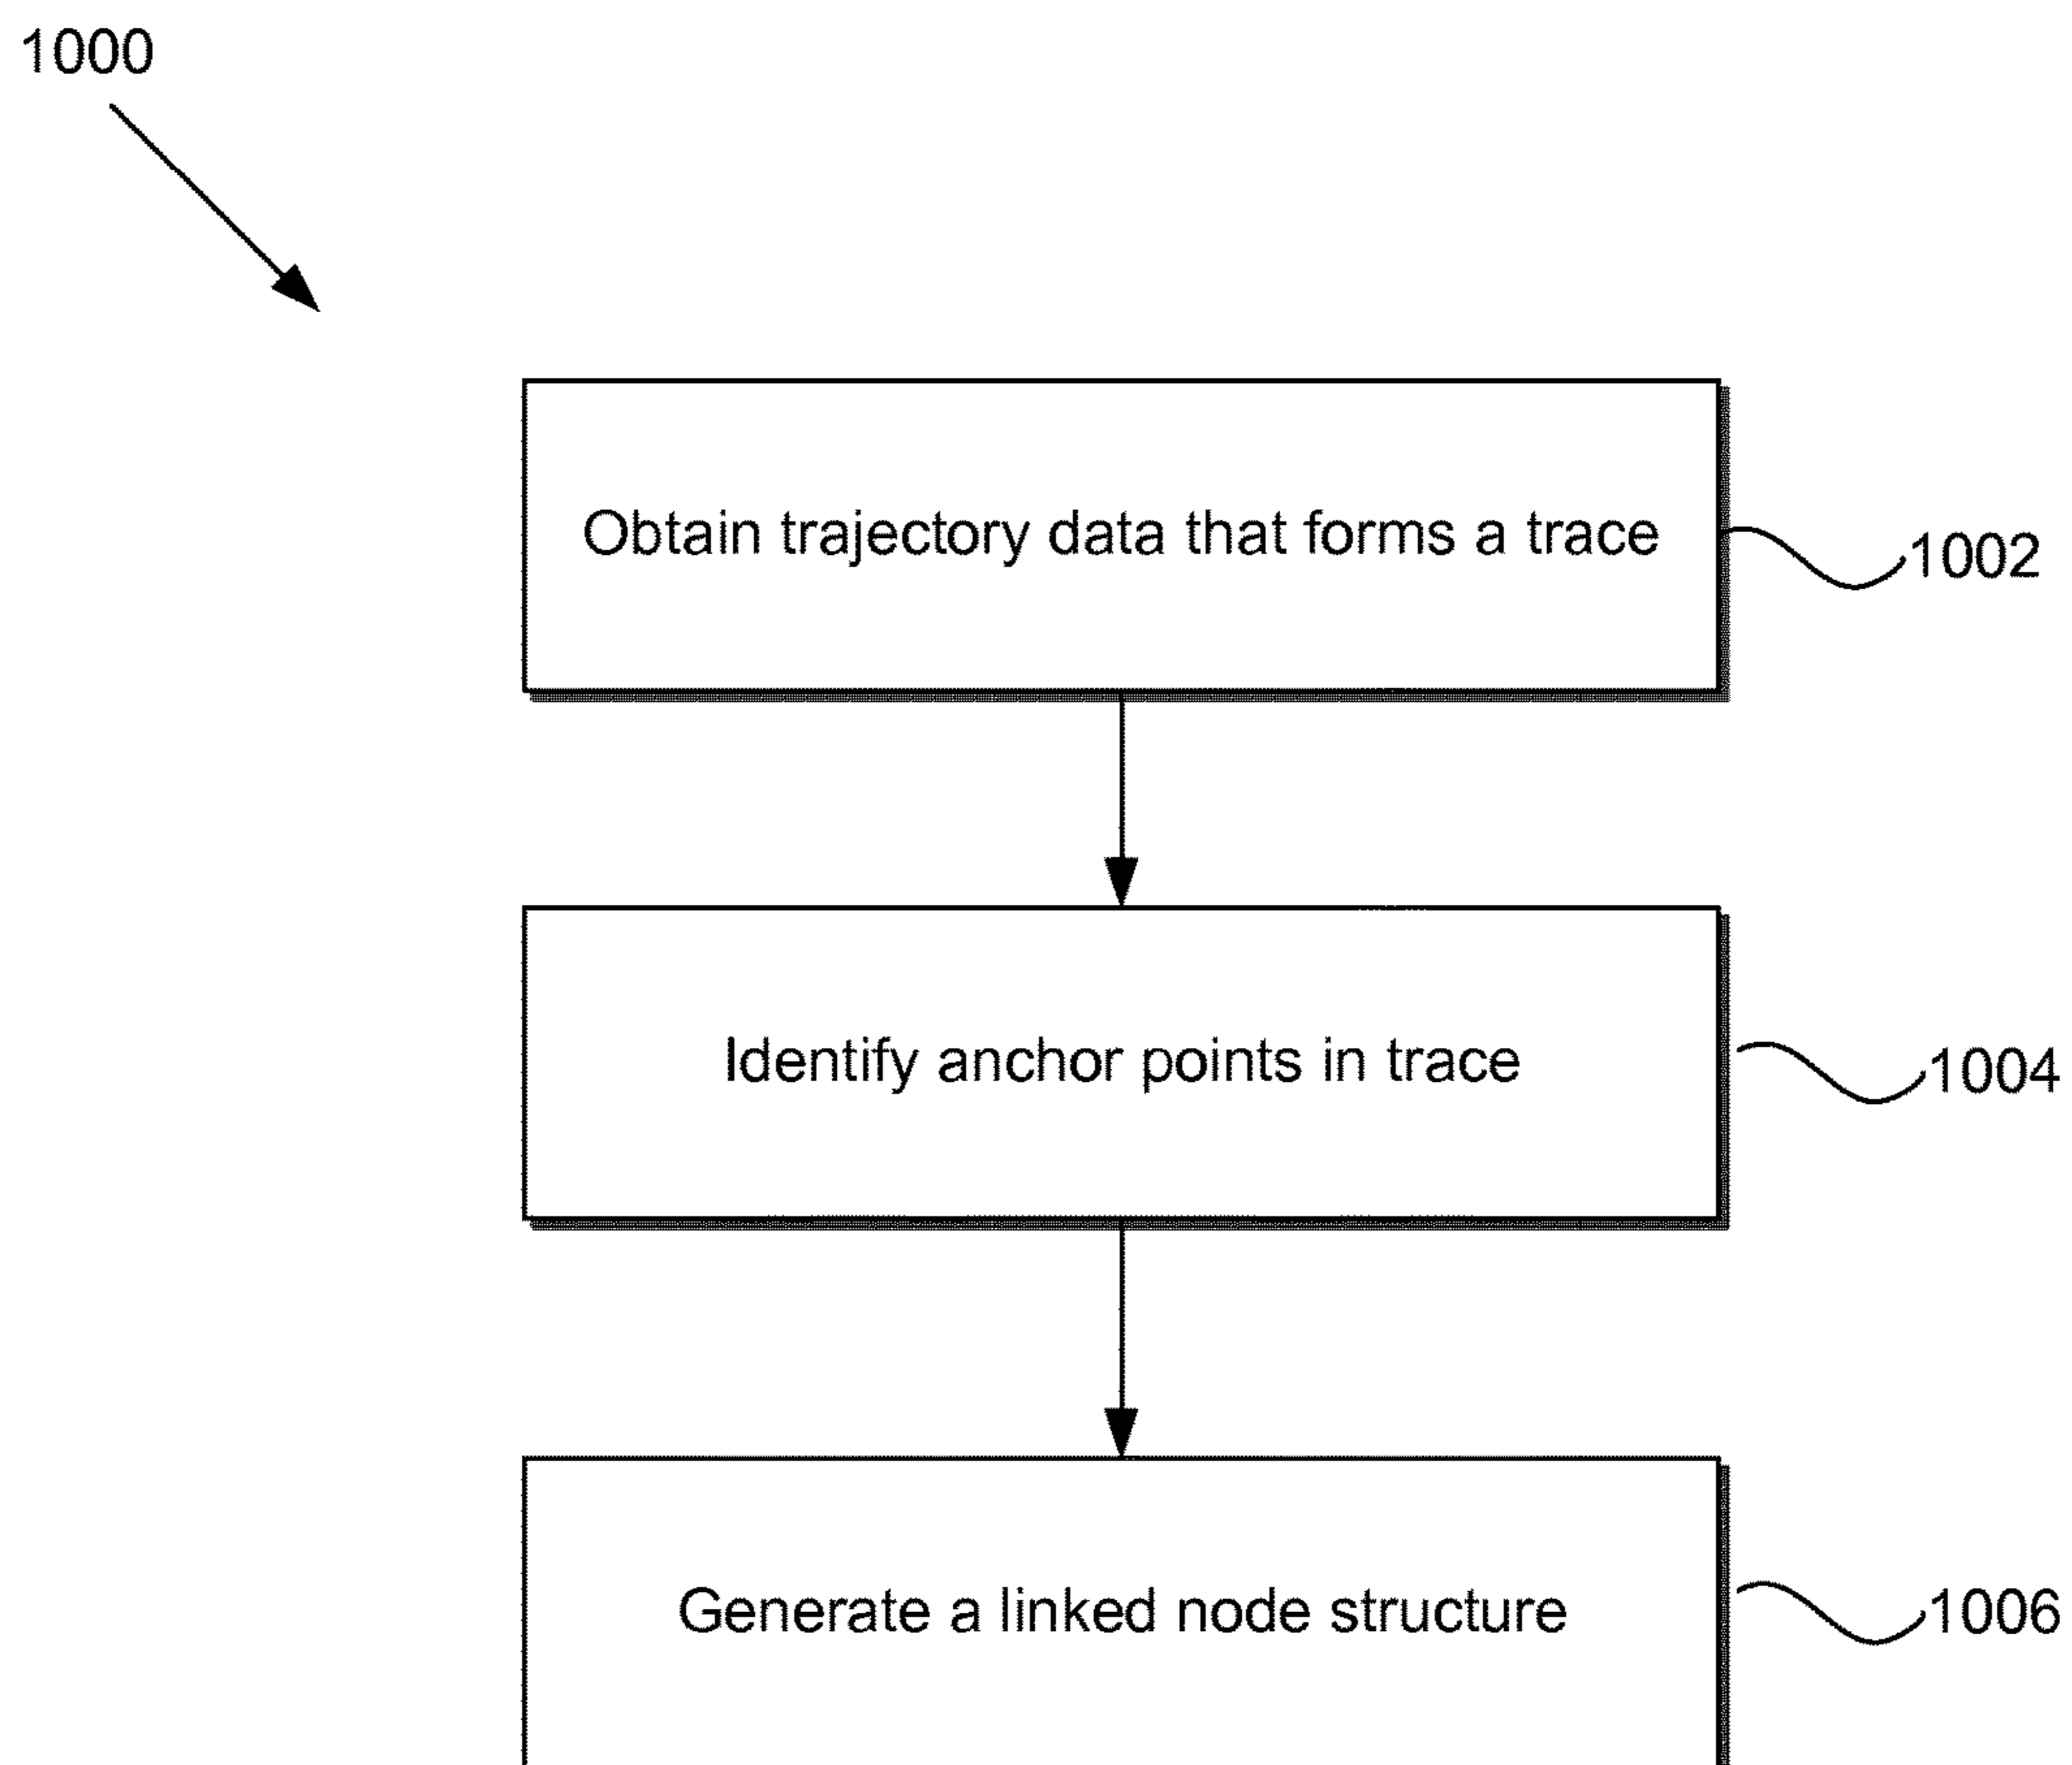 1000
Obtain trajectory data that forms a trace
1002
Identify anchor points in trace
1004
Generate a linked node structure
1006